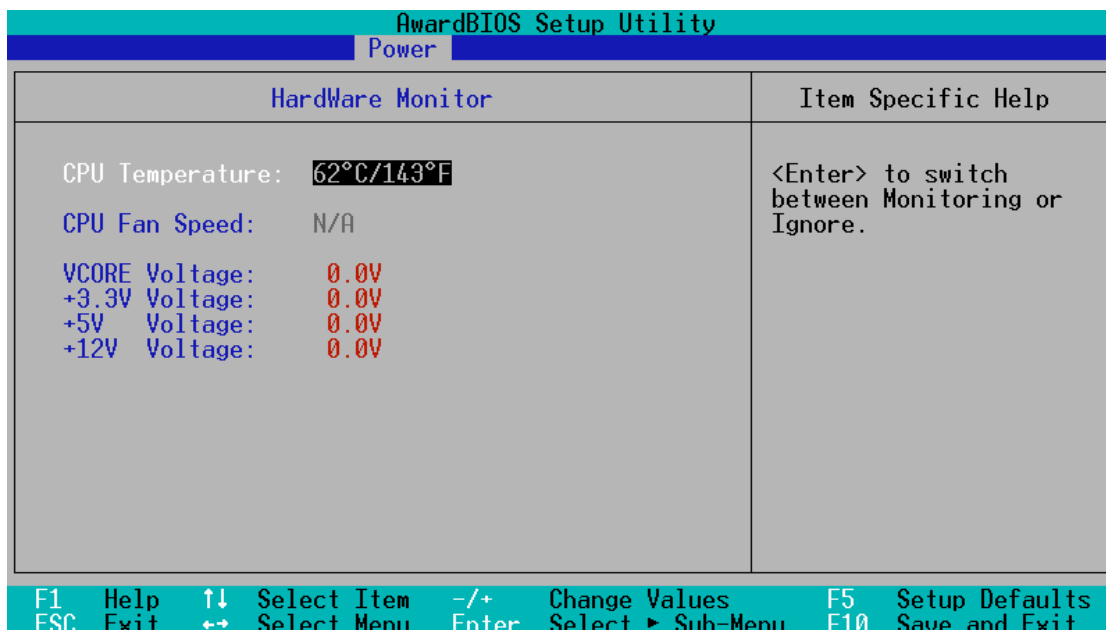 AwardBIOS Setup Utility
Power
HardWare Monitor
Item Specific Help
CPU Temperature: 62°C/143°F
CPU Fan Speed: N/A
VCORE Voltage: 0.0V
+3.3V Voltage: 0.0V
+5V Voltage: 0.0V
+12V Voltage: 0.0V
<Enter> to switch
between Monitoring or
Ignore.
F1 Help ↑↓ Select Item -/+ Change Values F5 Setup Defaults
ESC Exit ←→ Select Menu Enter Select ► Sub-Menu F10 Save and Exit